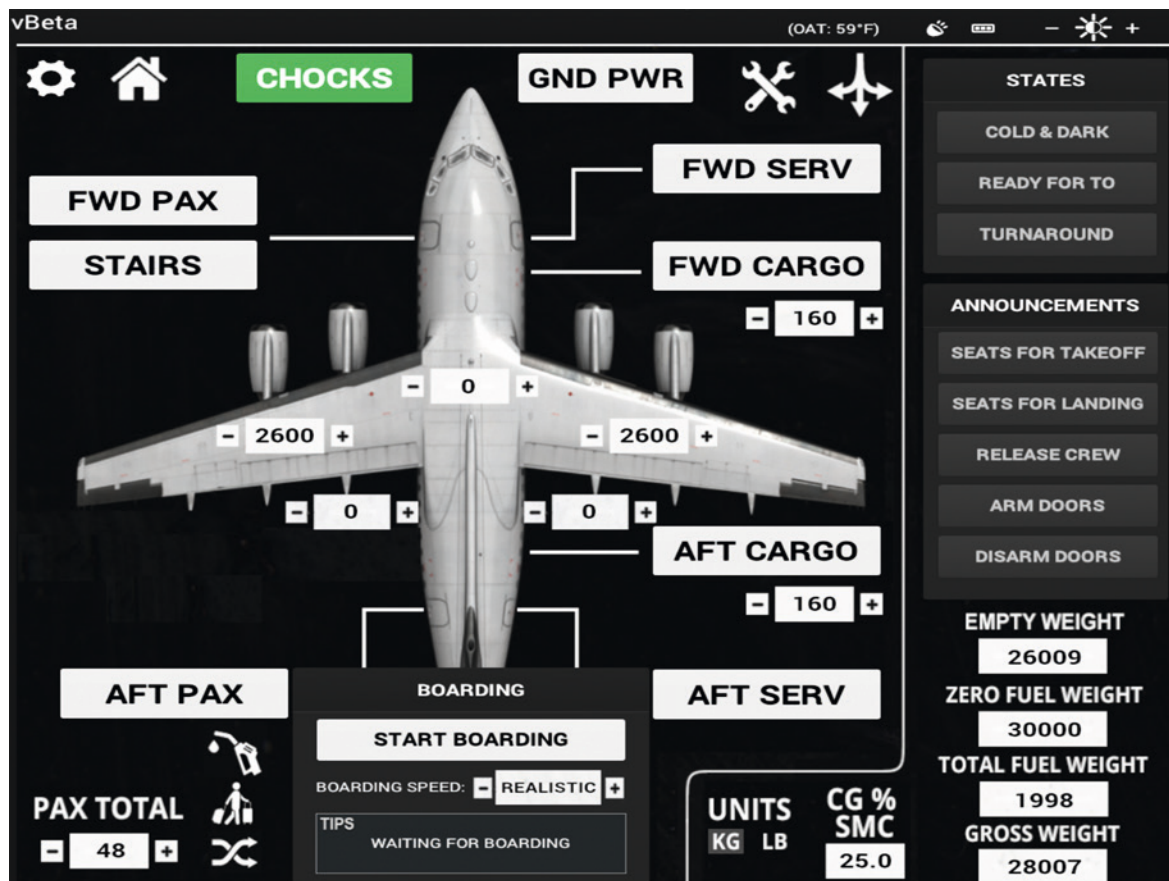 vBeta
(OAT: 59°F)
− +
CHOCKS
GND PWR
FWD PAX
STAIRS
FWD SERV
FWD CARGO
- 160 +
- 0 +
- 2600 +
- 2600 +
- 0 +
- 0 +
AFT CARGO
- 160 +
AFT PAX
AFT SERV
BOARDING
START BOARDING
BOARDING SPEED: - REALISTIC +
TIPS
WAITING FOR BOARDING
PAX TOTAL
- 48 +
UNITS
KG LB
CG %
SMC
25.0
STATES
COLD & DARK
READY FOR TO
TURNAROUND
ANNOUNCEMENTS
SEATS FOR TAKEOFF
SEATS FOR LANDING
RELEASE CREW
ARM DOORS
DISARM DOORS
EMPTY WEIGHT
26009
ZERO FUEL WEIGHT
30000
TOTAL FUEL WEIGHT
1998
GROSS WEIGHT
28007